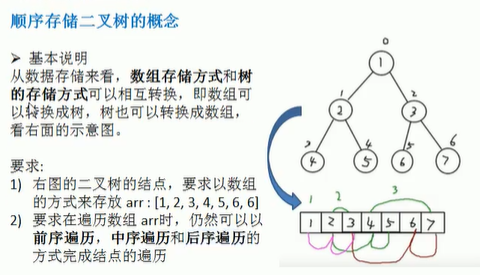 顺序存储二叉树的概念
➢ 基本说明
从数据存储来看，数组存储方式和树
的存储方式可以相互转换，即数组可
以转换成树，树也可以转换成数组，
看右面的示意图。
要求:
1) 右图的二叉树的结点，要求以数组
的方式来存放 arr : [1, 2, 3, 4, 5, 6, 6]
2) 要求在遍历数组 arr时，仍然可以以
前序遍历，中序遍历和后序遍历的
方式完成结点的遍历
0
1
1 2
2 3
3 4 5 6
4 5 6 7
1 2 3
1 2 3 4 5 6 7